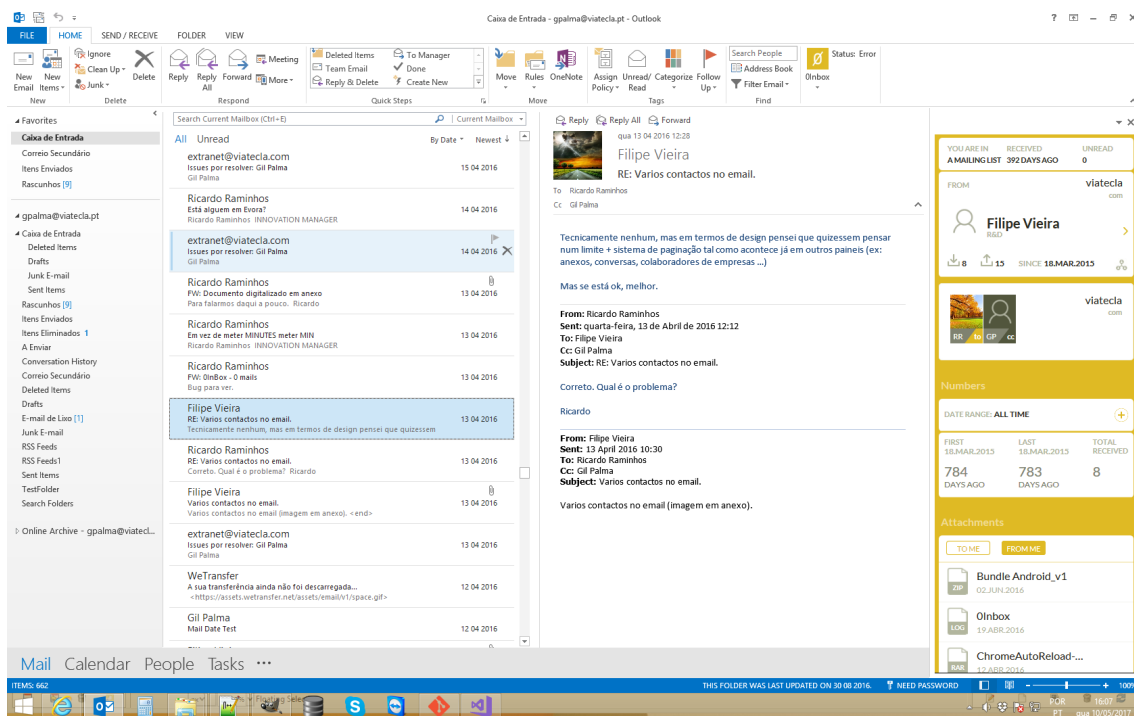 Caixa de Entrada - gpalma@viatecla.pt - Outlook
FILE HOME SEND / RECEIVE FOLDER VIEW
New Email
New Items
New
Ignore
Clean Up
Junk
Delete
Delete
Reply
Reply All
Forward
Meeting
More
Respond
Deleted Items
Team Email
Reply & Delete
To Manager
Done
Create New
Quick Steps
Move
Rules
OneNote
Move
Assign Policy
Unread/ Read
Categorize
Follow Up
Tags
Search People
Address Book
Filter Email
Find
0Inbox
Status: Error
Favorites
Caixa de Entrada
Correio Secundário
Itens Enviados
Rascunhos [9]
gpalma@viatecla.pt
Caixa de Entrada
Deleted Items
Drafts
Junk E-mail
Sent Items
Rascunhos [9]
Itens Enviados
Itens Eliminados 1
A Enviar
Conversation History
Correio Secundário
Deleted Items
Drafts
E-mail de Lixo [1]
Junk E-mail
RSS Feeds
RSS Feeds1
Sent Items
TestFolder
Search Folders
Online Archive - gpalma@viatecl...
Search Current Mailbox (Ctrl+E) Current Mailbox
All Unread By Date Newest
extranet@viatecla.com
Issues por resolver: Gil Palma 15 04 2016
Gil Palma
Ricardo Raminhos
Está alguem em Evora? 14 04 2016
Ricardo Raminhos INNOVATION MANAGER
extranet@viatecla.com
Issues por resolver: Gil Palma 14 04 2016
Gil Palma
Ricardo Raminhos
FW: Documento digitalizado em anexo 13 04 2016
Para falarmos daqui a pouco. Ricardo
Ricardo Raminhos
Em vez de meter MINUTES meter MIN 13 04 2016
Ricardo Raminhos INNOVATION MANAGER
Ricardo Raminhos
FW: 0InBox - 0 mails 13 04 2016
Bug para ver.
Filipe Vieira
RE: Varios contactos no email. 13 04 2016
Tecnicamente nenhum, mas em termos de design pensei que quizessem
Ricardo Raminhos
RE: Varios contactos no email. 13 04 2016
Correto. Qual é o problema? Ricardo
Filipe Vieira
Varios contactos no email. 13 04 2016
Varios contactos no email (imagem em anexo). <end>
extranet@viatecla.com
Issues por resolver: Gil Palma 13 04 2016
Gil Palma
WeTransfer
A sua transferência ainda não foi descarregada... 12 04 2016
<https://assets.wetransfer.net/assets/email/v1/space.gif>
Gil Palma
Mail Date Test 12 04 2016
Reply Reply All Forward
qua 13 04 2016 12:28
Filipe Vieira
RE: Varios contactos no email.
To Ricardo Raminhos
Cc Gil Palma
Tecnicamente nenhum, mas em termos de design pensei que quizessem pensar
num limite + sistema de paginação tal como acontece já em outros paineis (ex:
anexos, conversas, colaboradores de empresas ...)
Mas se está ok, melhor.
From: Ricardo Raminhos
Sent: quarta-feira, 13 de Abril de 2016 12:12
To: Filipe Vieira
Cc: Gil Palma
Subject: RE: Varios contactos no email.
Correto. Qual é o problema?
Ricardo
From: Filipe Vieira
Sent: 13 April 2016 10:30
To: Ricardo Raminhos
Cc: Gil Palma
Subject: Varios contactos no email.
Varios contactos no email (imagem em anexo).
YOU ARE IN RECEIVED UNREAD
A MAILING LIST 392 DAYS AGO 0
FROM viatecla
com
Filipe Vieira
R&D
8 15 SINCE 18.MAR.2015
viatecla
com
RR to GP cc
Numbers
DATE RANGE: ALL TIME
FIRST LAST TOTAL
18.MAR.2015 18.MAR.2015 RECEIVED
784 783 8
DAYS AGO DAYS AGO
Attachments
TO ME FROM ME
Bundle Android_v1
ZIP 02.JUN.2016
0Inbox
LOG 19.ABR.2016
ChromeAutoReload-...
RAR 12.ABR.2016
Mail Calendar People Tasks
ITEMS: 662 THIS FOLDER WAS LAST UPDATED ON 30 08 2016. NEED PASSWORD 100%
POR 16:07
PT qua 10/05/2017